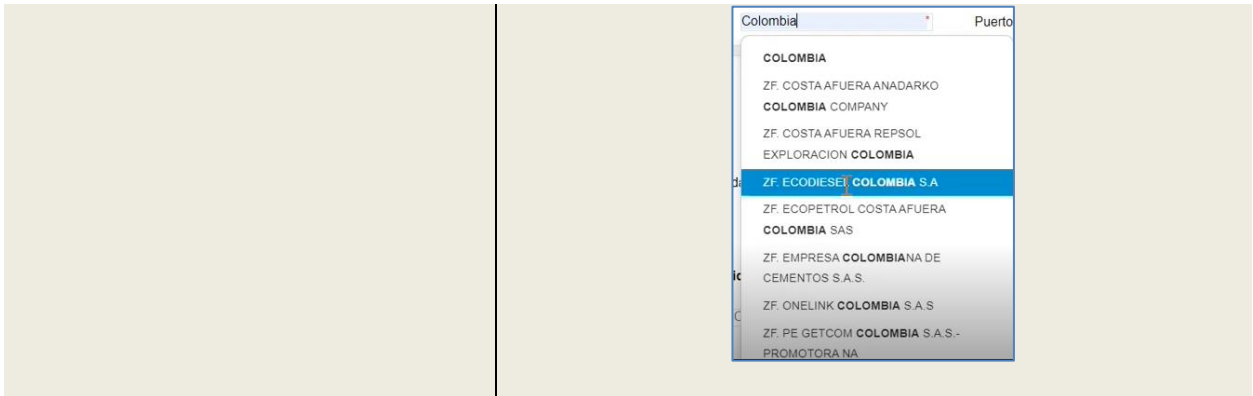 Colombia * Puerto
COLOMBIA
ZF. COSTA AFUERA ANADARKO
COLOMBIA COMPANY
ZF. COSTA AFUERA REPSOL
EXPLORACION COLOMBIA
ZF. ECODIESEL COLOMBIA S.A
ZF. ECOPETROL COSTA AFUERA
COLOMBIA SAS
ZF. EMPRESA COLOMBIANA DE
CEMENTOS S.A.S.
ZF. ONELINK COLOMBIA S.A.S
ZF. PE GETCOM COLOMBIA S.A.S.-
PROMOTORA NA